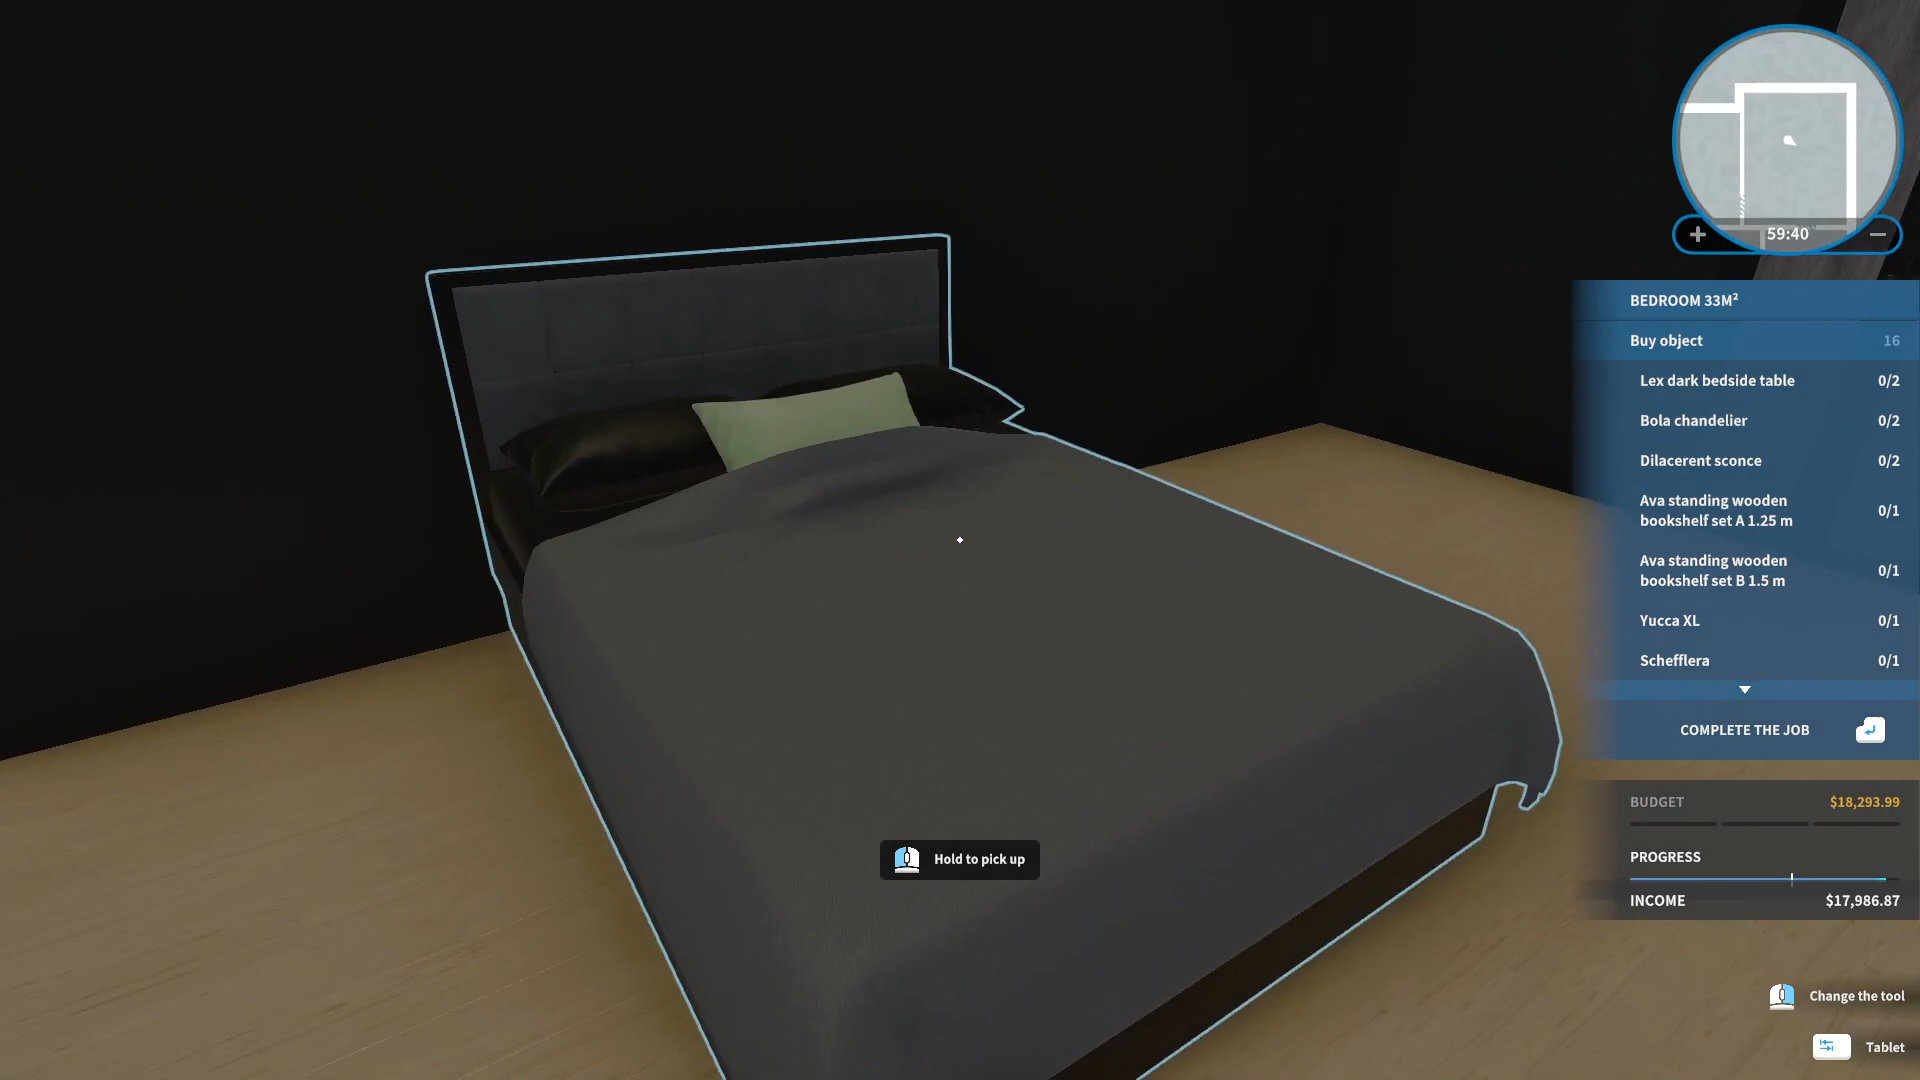 59:40
BEDROOM 33M²
Buy object 16
Lex dark bedside table 0/2
Bola chandelier 0/2
Dilacerent sconce 0/2
Ava standing wooden
bookshelf set A 1.25 m 0/1
Ava standing wooden
bookshelf set B 1.5 m 0/1
Yucca XL 0/1
Schefflera 0/1
COMPLETE THE JOB
BUDGET $18,293.99
PROGRESS
INCOME $17,986.87
Hold to pick up
Change the tool
Tablet